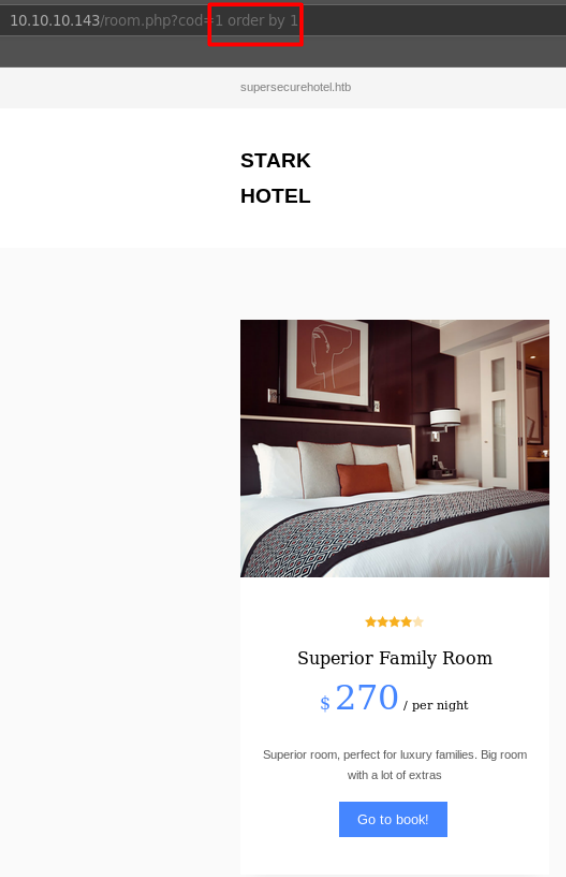 10.10.10.143/room.php?cod=1 order by 1
supersecurehotel.htb
STARK
HOTEL
Superior Family Room
$ 270 / per night
Superior room, perfect for luxury families. Big room
with a lot of extras
Go to book!